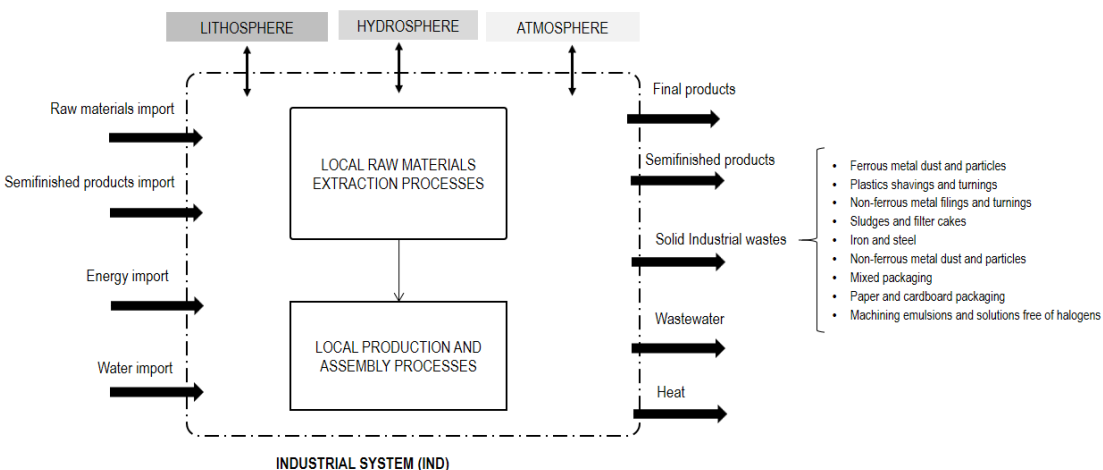 LITHOSPHERE
HYDROSPHERE
ATMOSPHERE
Raw materials import
Semifinished products import
Energy import
Water import
LOCAL RAW MATERIALS
EXTRACTION PROCESSES
LOCAL PRODUCTION AND
ASSEMBLY PROCESSES
Final products
Semifinished products
Solid Industrial wastes
Wastewater
Heat
• Ferrous metal dust and particles
• Plastics shavings and turnings
• Non-ferrous metal filings and turnings
• Sludges and filter cakes
• Iron and steel
• Non-ferrous metal dust and particles
• Mixed packaging
• Paper and cardboard packaging
• Machining emulsions and solutions free of halogens
INDUSTRIAL SYSTEM (IND)